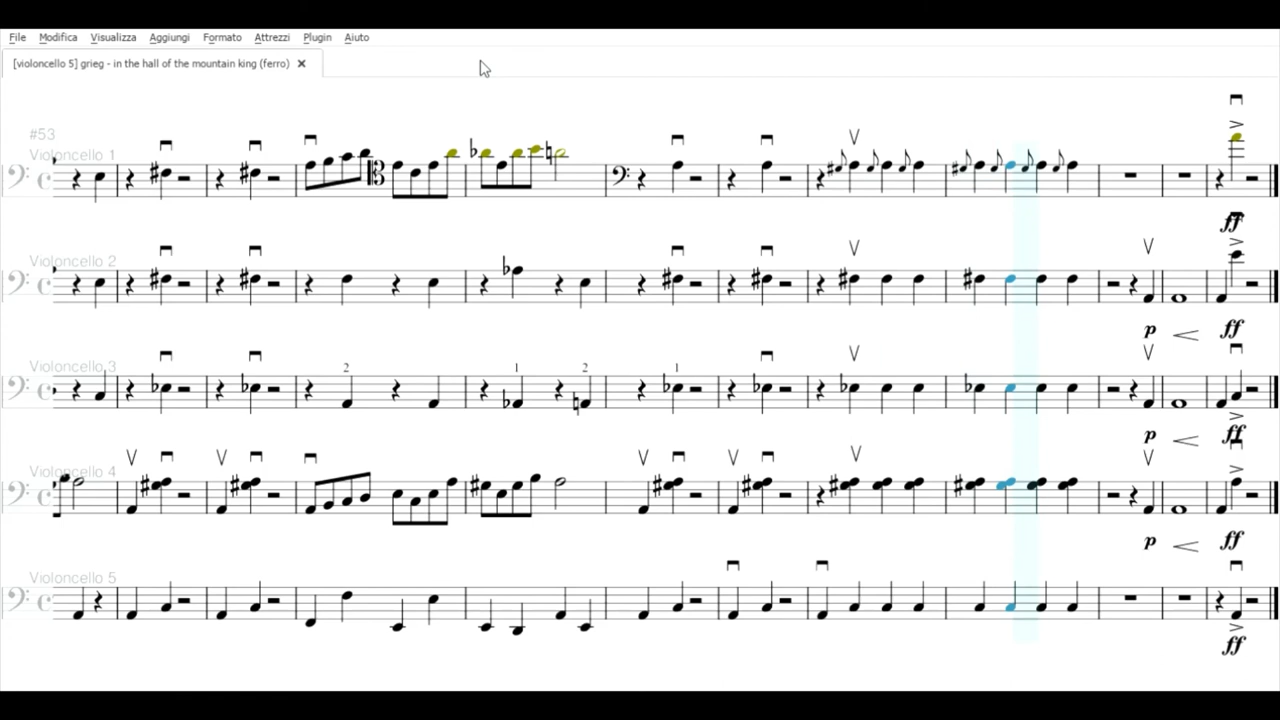 File Modifica Visualizza Aggiungi Formato Attrezzi Plugin Aiuto
[violoncello 5] grieg - in the hall of the mountain king (ferro) ×
#53
Violoncello 1
ff
Violoncello 2
p ff
Violoncello 3
2 1 2 1
p ff
Violoncello 4
p ff
Violoncello 5
ff